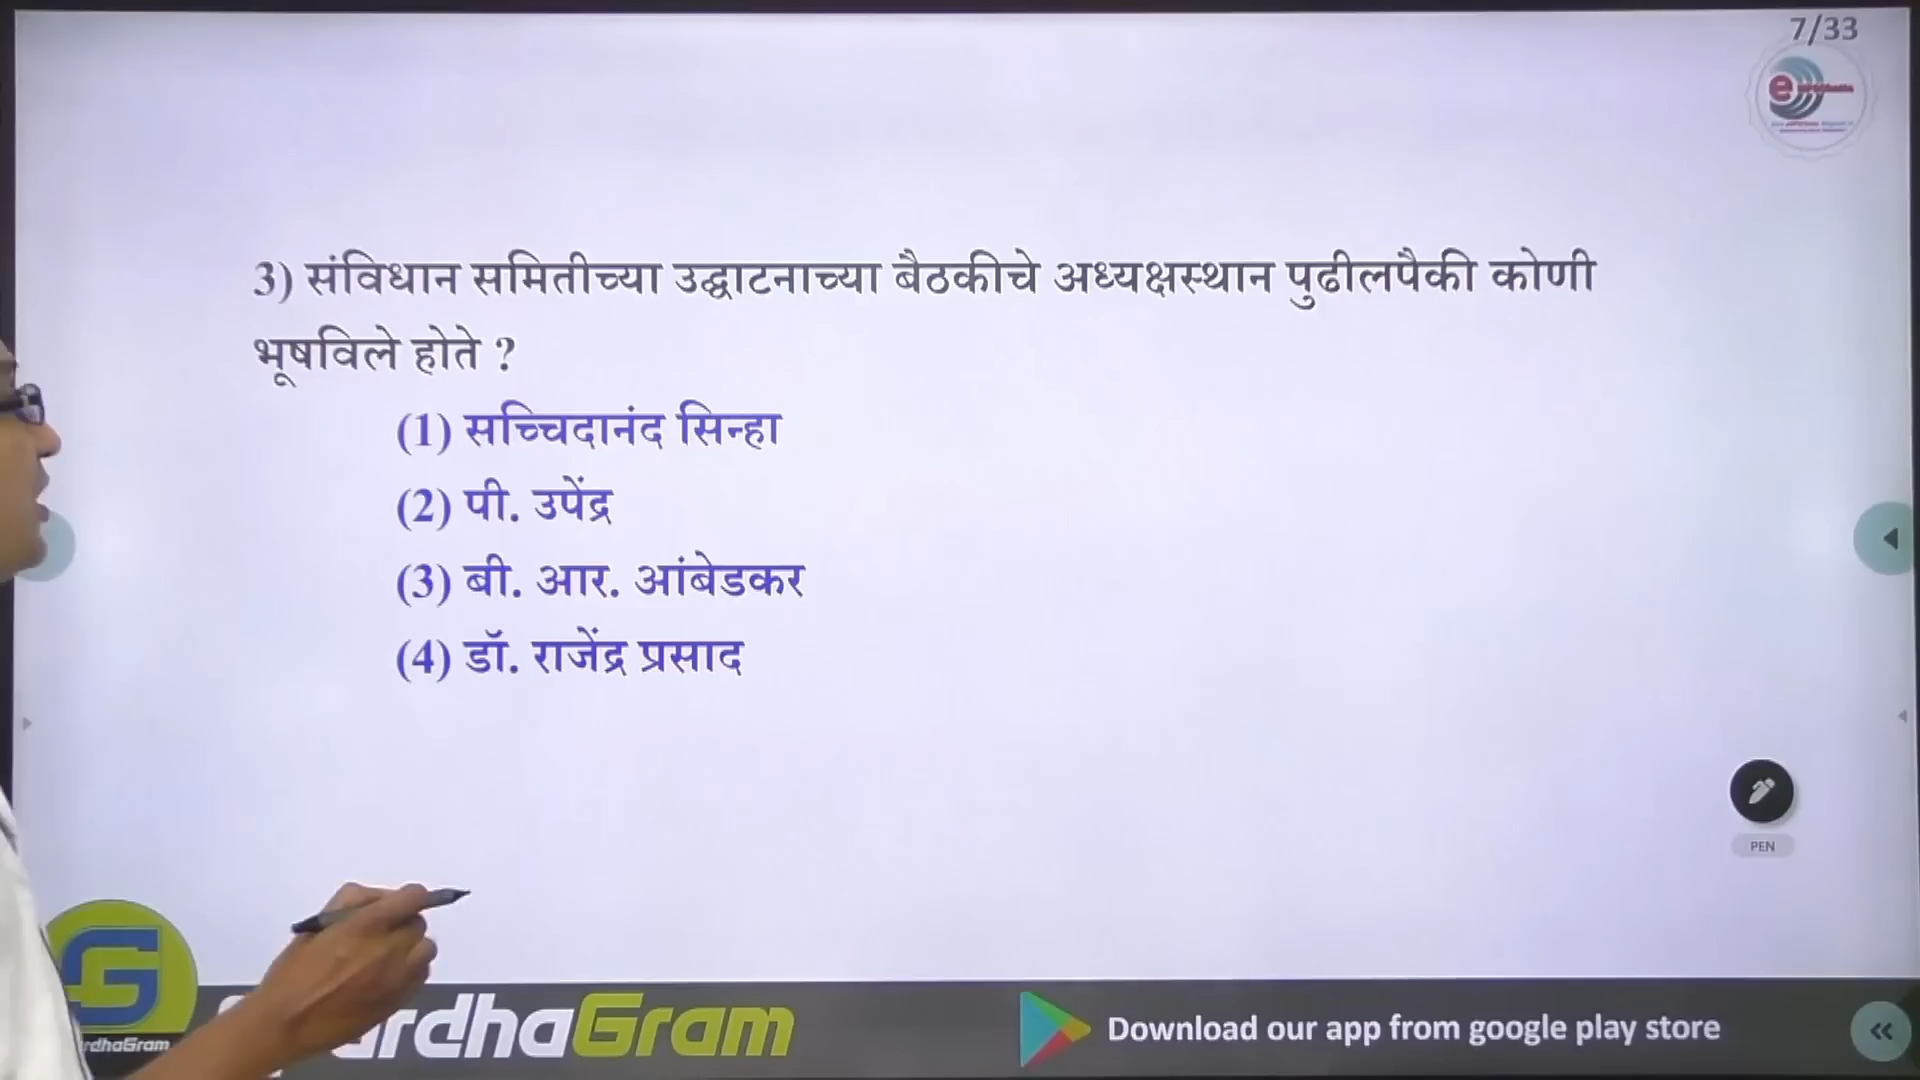 7/33
3) संविधान समितीच्या उद्घाटनाच्या बैठकीचे अध्यक्षस्थान पुढीलपैकी कोणी
भूषविले होते ?
(1) सच्चिदानंद सिन्हा
(2) पी. उपेंद्र
(3) बी. आर. आंबेडकर
(4) डॉ. राजेंद्र प्रसाद
PEN
rdhaGram
ardhaGram
Download our app from google play store